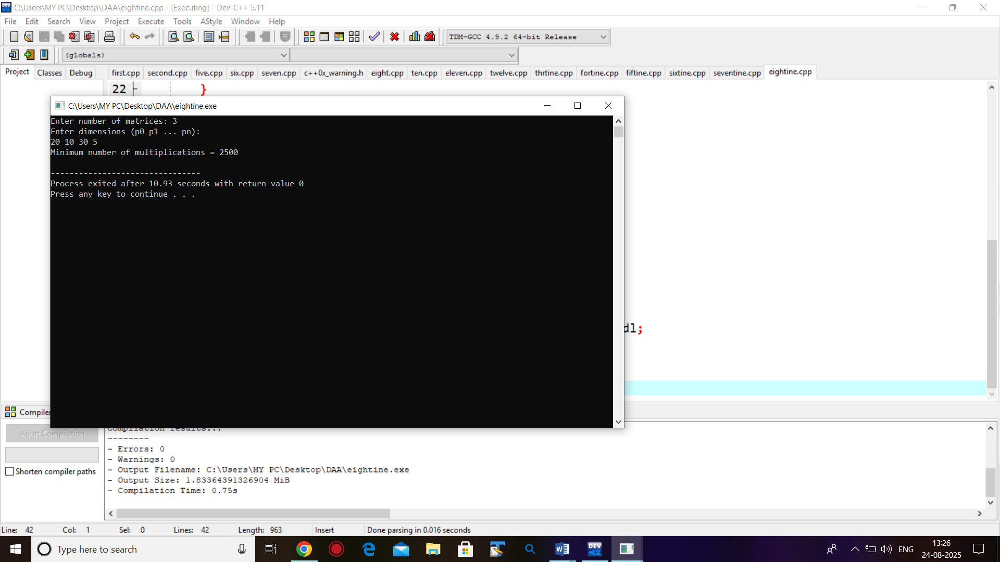 C:\Users\MY PC\Desktop\DAA\eightine.cpp - [Executing] - Dev-C++ 5.11
File Edit Search View Project Execute Tools AStyle Window Help
TDM-GCC 4.9.2 64-bit Release
(globals)
Project Classes Debug first.cpp second.cpp five.cpp six.cpp seven.cpp c++0x_warning.h eight.cpp ten.cpp eleven.cpp twelve.cpp thrtine.cpp fortine.cpp fiftine.cpp sixtine.cpp seventine.cpp eightine.cpp
22 }
C:\Users\MY PC\Desktop\DAA\eightine.exe
Enter number of matrices: 3
Enter dimensions (p0 p1 ... pn):
20 10 30 5
Minimum number of multiplications = 2500
--------------------------------
Process exited after 10.93 seconds with return value 0
Press any key to continue . . .
dl;
Compiler
Abort Compilation
Shorten compiler paths
Compilation results...
--------
- Errors: 0
- Warnings: 0
- Output Filename: C:\Users\MY PC\Desktop\DAA\eightine.exe
- Output Size: 1.83364391326904 MiB
- Compilation Time: 0.75s
Line: 42 Col: 1 Sel: 0 Lines: 42 Length: 963 Insert Done parsing in 0.016 seconds
Type here to search
DEV C++
ENG
13:26
24-08-2025